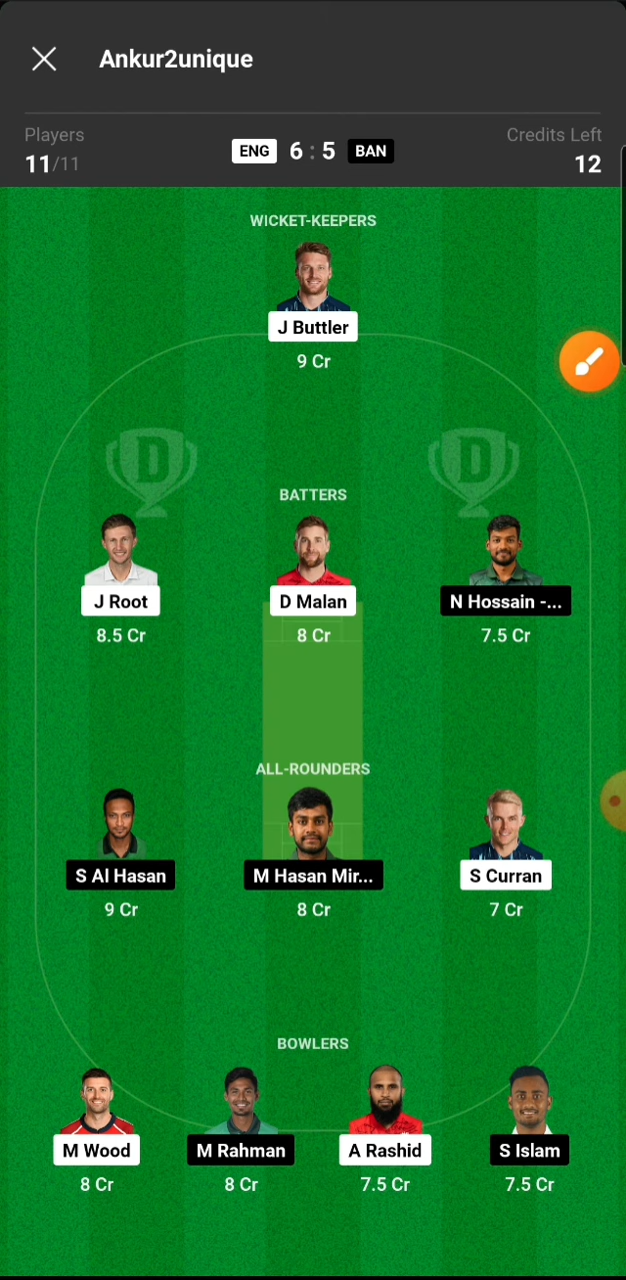 Ankur2unique
Players
11/11
ENG 6 : 5 BAN
Credits Left
12
WICKET-KEEPERS
J Buttler
9 Cr
D
D
BATTERS
J Root
8.5 Cr
D Malan
8 Cr
N Hossain -...
7.5 Cr
ALL-ROUNDERS
S Al Hasan
9 Cr
M Hasan Mir...
8 Cr
S Curran
7 Cr
BOWLERS
M Wood
8 Cr
M Rahman
8 Cr
A Rashid
7.5 Cr
S Islam
7.5 Cr